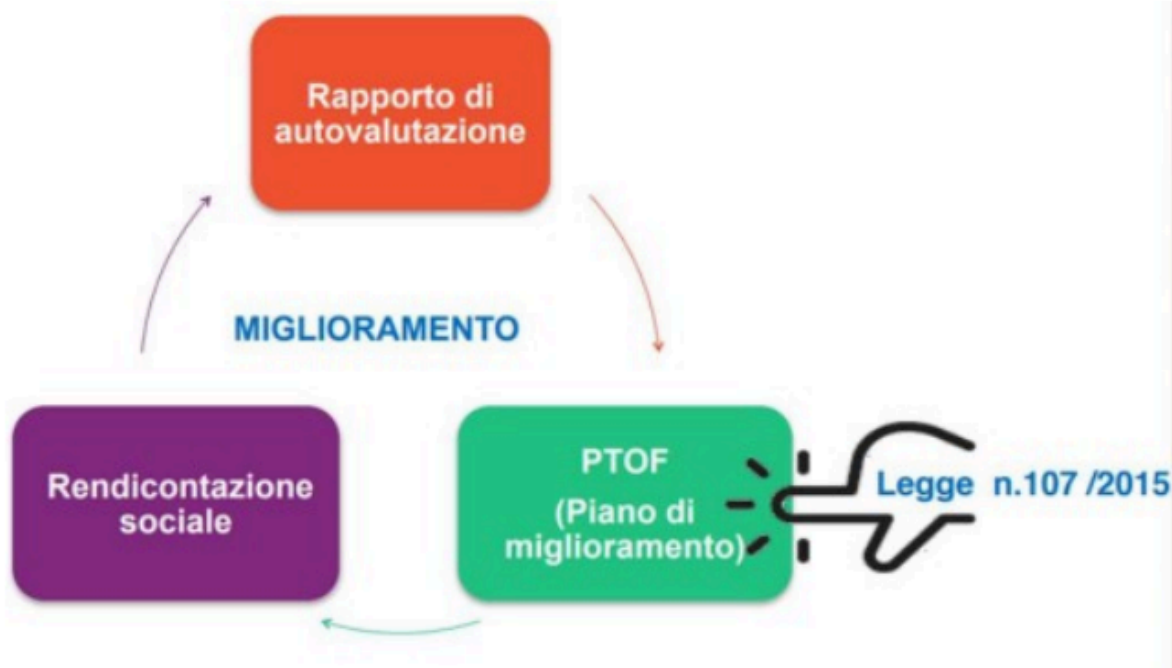 Rapporto di
autovalutazione
MIGLIORAMENTO
Rendicontazione
sociale
PTOF
(Piano di
miglioramento)
Legge n.107 /2015